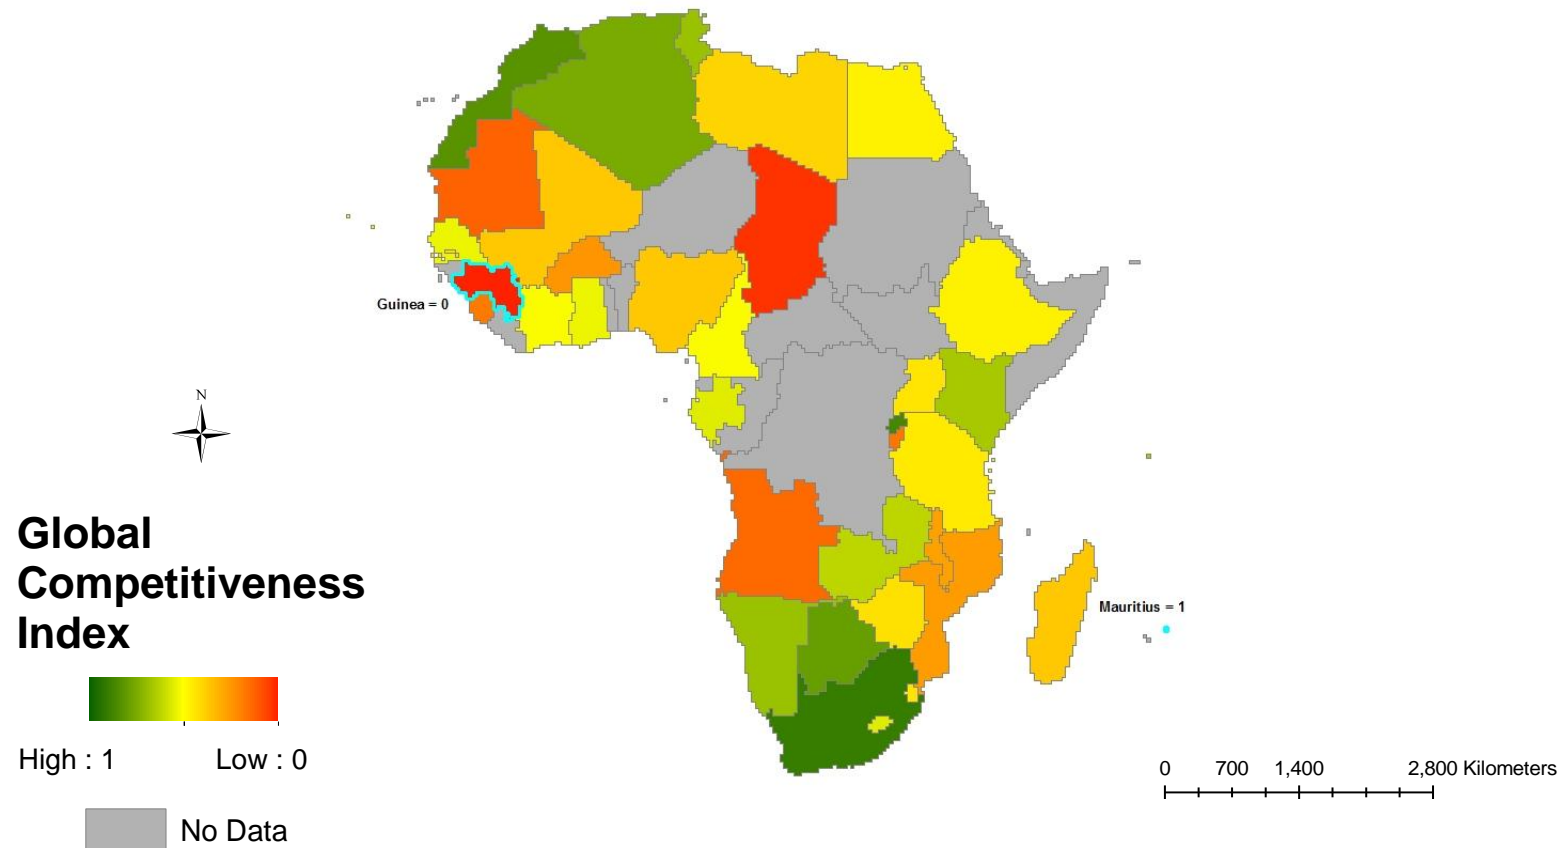 Guinea = 0
N
Mauritius = 1
Global
Competitiveness
Index
High : 1 Low : 0
No Data
0 700 1,400 2,800 Kilometers